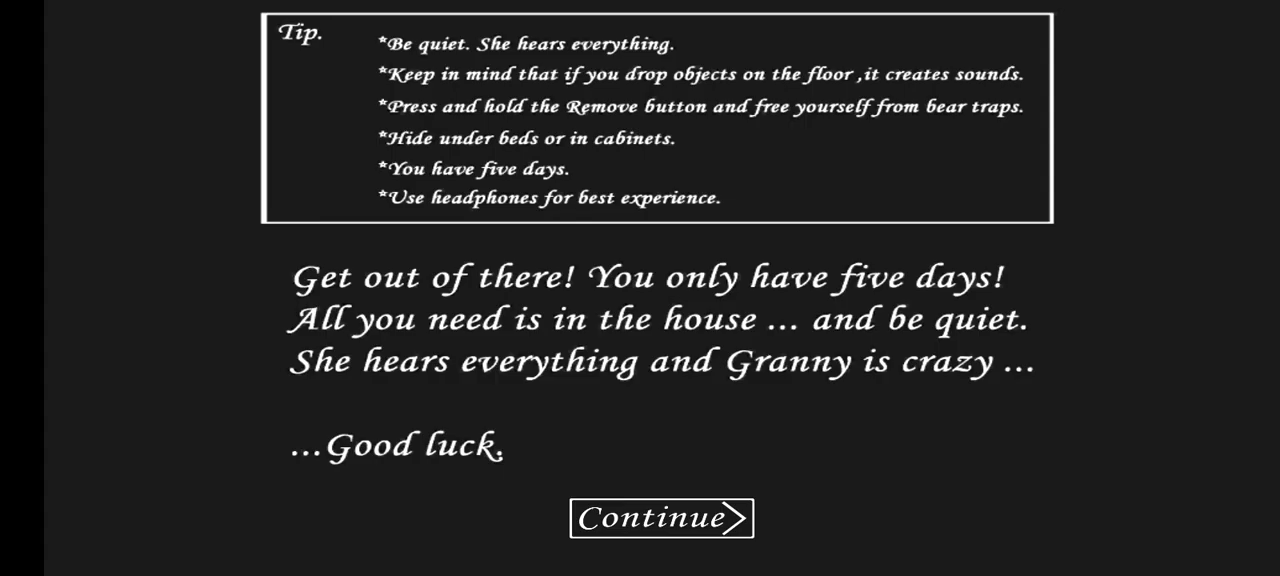 Tip.
*Be quiet. She hears everything.
*Keep in mind that if you drop objects on the floor ,it creates sounds.
*Press and hold the Remove button and free yourself from bear traps.
*Hide under beds or in cabinets.
*You have five days.
*Use headphones for best experience.
Get out of there! You only have five days!
All you need is in the house ... and be quiet.
She hears everything and Granny is crazy ...
...Good luck.
Continue>